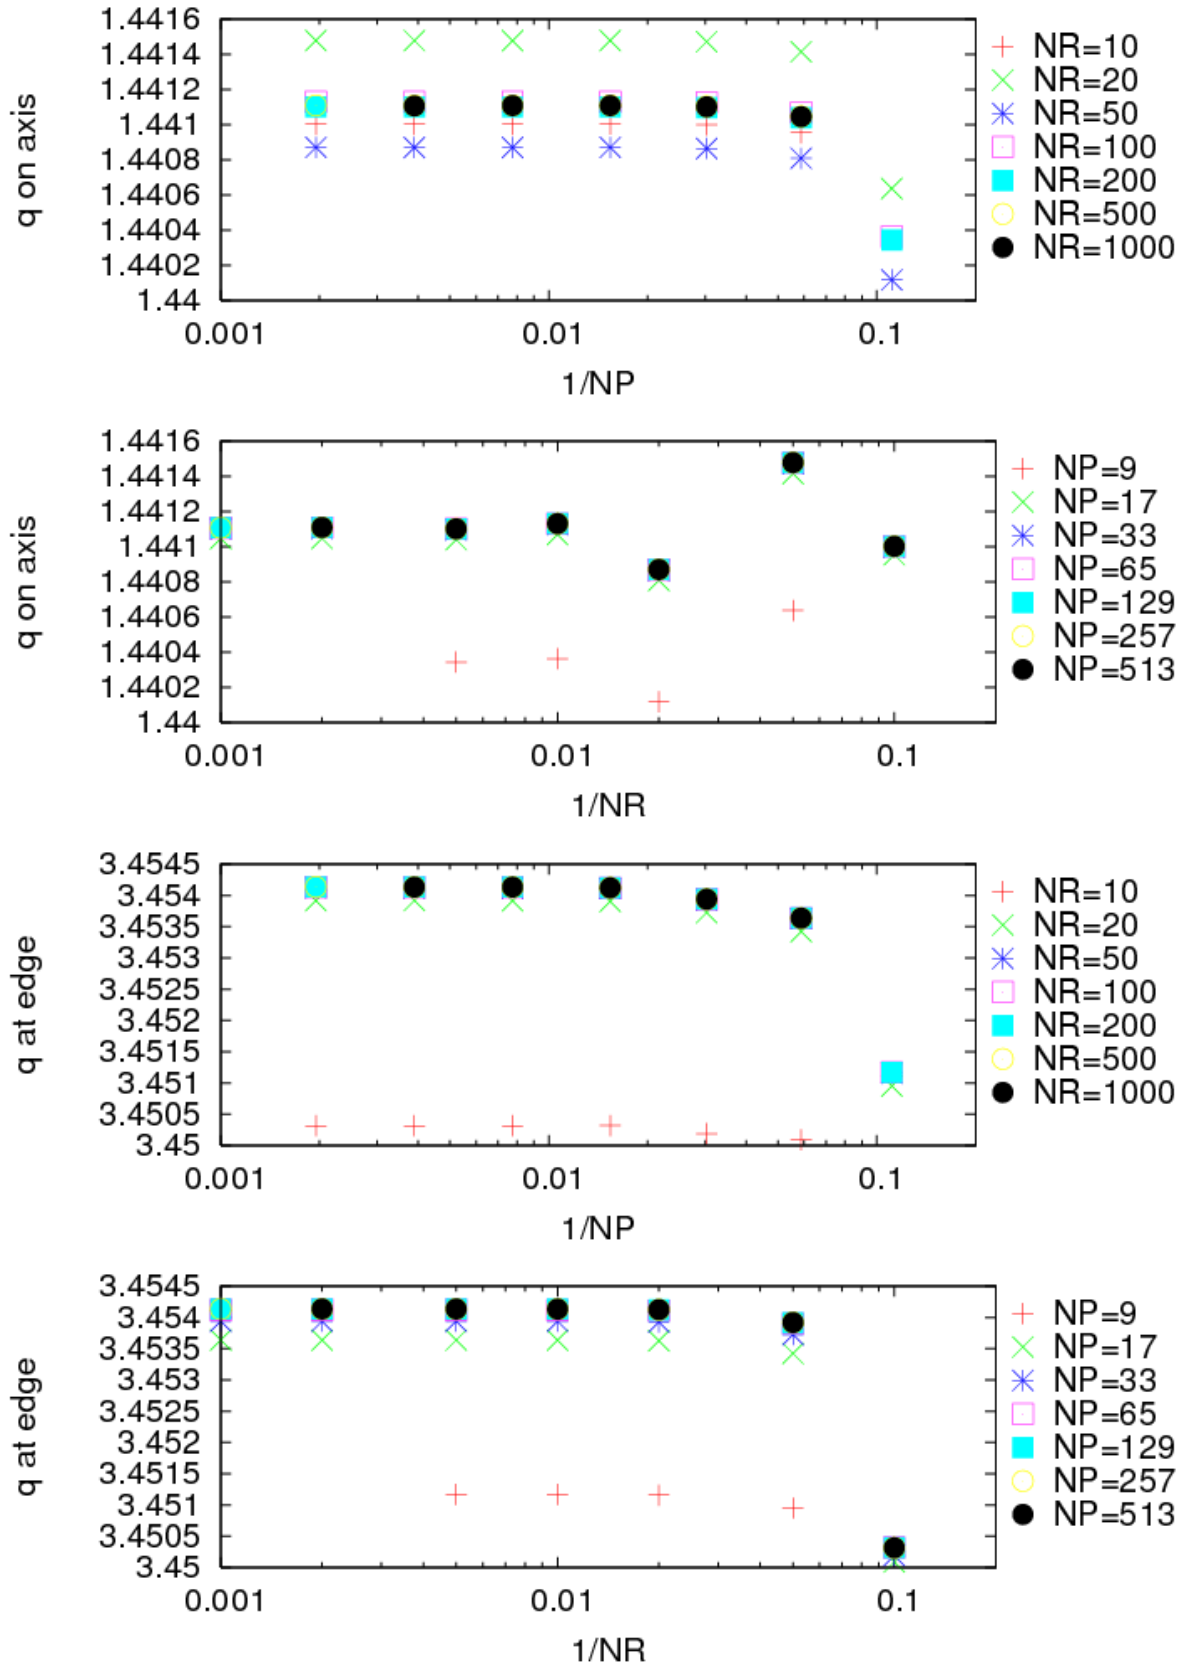 1.4416
1.4414
1.4412
1.441
1.4408
1.4406
1.4404
1.4402
1.44
q on axis
0.001
0.01
0.1
1/NP
NR=10
NR=20
NR=50
NR=100
NR=200
NR=500
NR=1000
1.4416
1.4414
1.4412
1.441
1.4408
1.4406
1.4404
1.4402
1.44
q on axis
0.001
0.01
0.1
1/NR
NP=9
NP=17
NP=33
NP=65
NP=129
NP=257
NP=513
3.4545
3.454
3.4535
3.453
3.4525
3.452
3.4515
3.451
3.4505
3.45
q at edge
0.001
0.01
0.1
1/NP
NR=10
NR=20
NR=50
NR=100
NR=200
NR=500
NR=1000
3.4545
3.454
3.4535
3.453
3.4525
3.452
3.4515
3.451
3.4505
3.45
q at edge
0.001
0.01
0.1
1/NR
NP=9
NP=17
NP=33
NP=65
NP=129
NP=257
NP=513